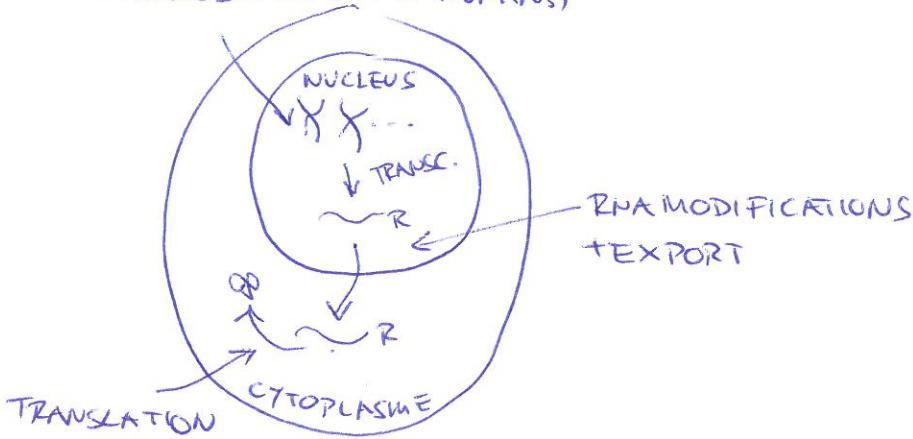 NUCLEUS
TRANSC.
R
RNA MODIFICATIONS
+EXPORT
R
CYTOPLASME
TRANSLATION